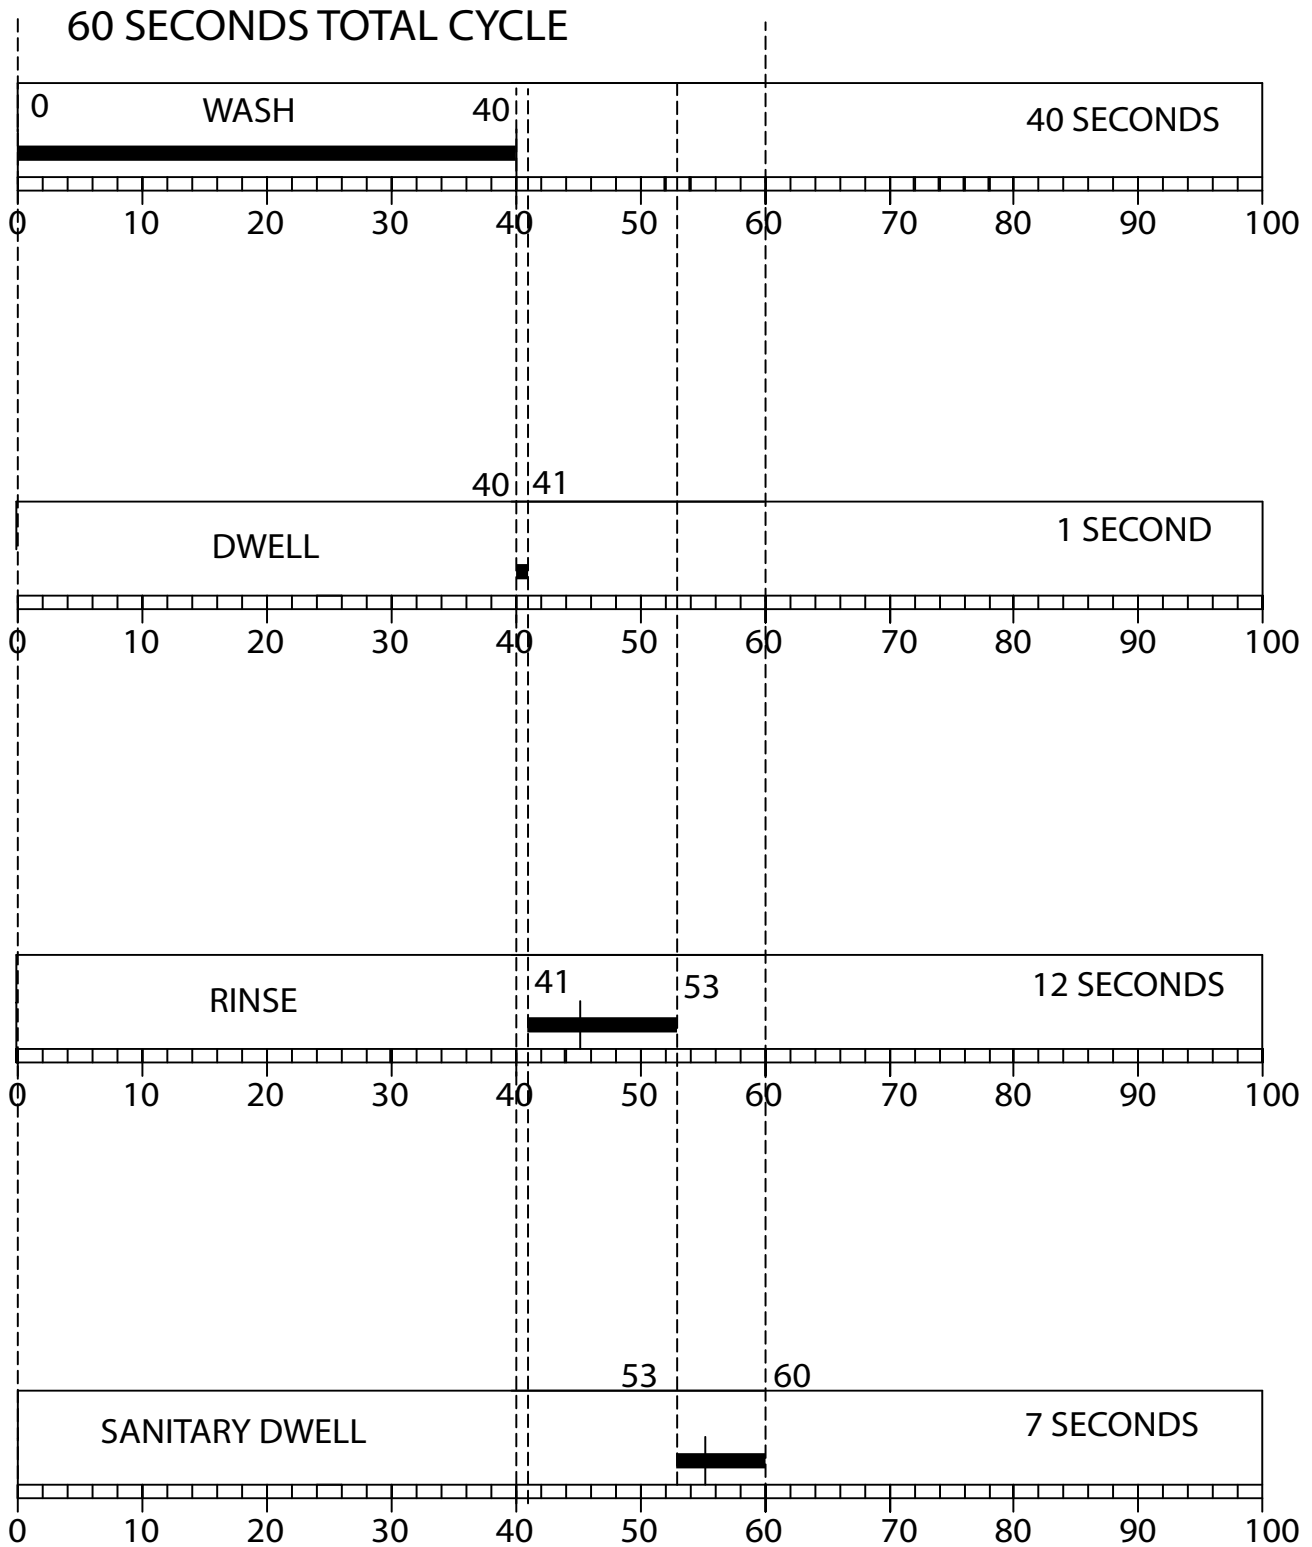 60 SECONDS TOTAL CYCLE
0 WASH 40 40 SECONDS
0 10 20 30 40 50 60 70 80 90 100
40 41
DWELL 1 SECOND
0 10 20 30 40 50 60 70 80 90 100
RINSE 41 53 12 SECONDS
0 10 20 30 40 50 60 70 80 90 100
53 60
SANITARY DWELL 7 SECONDS
0 10 20 30 40 50 60 70 80 90 100